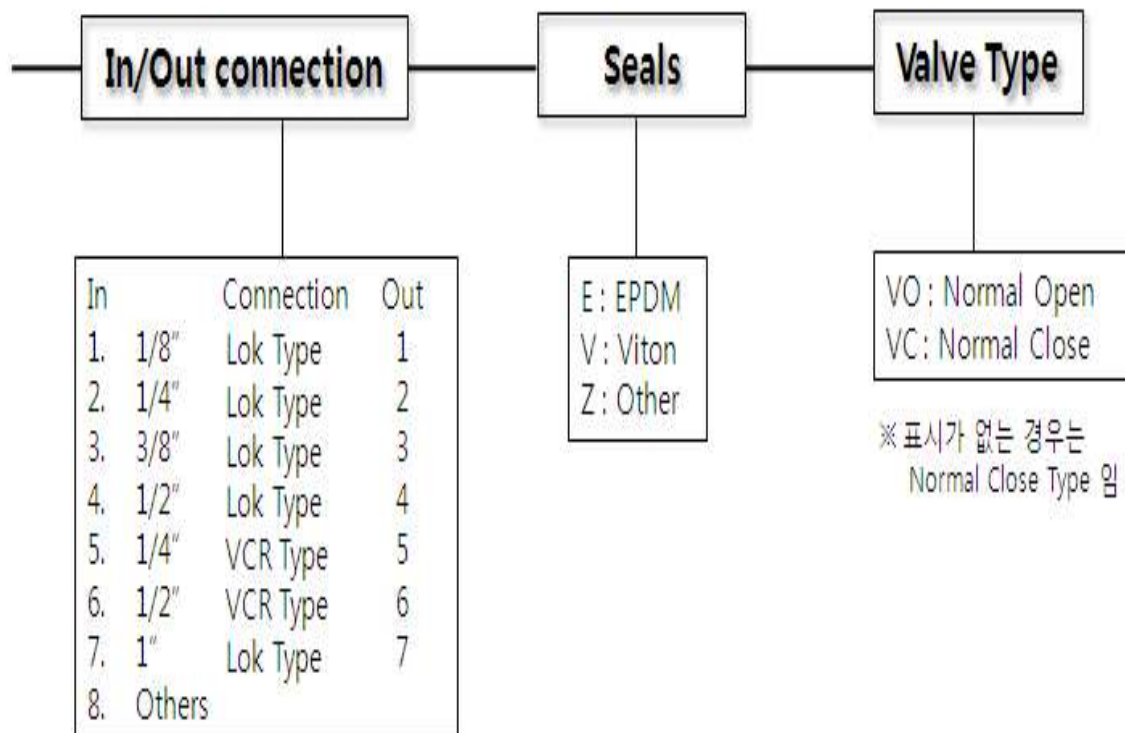 In/Out connection
Seals
Valve Type
In Connection Out
1. 1/8" Lok Type 1
2. 1/4" Lok Type 2
3. 3/8" Lok Type 3
4. 1/2" Lok Type 4
5. 1/4" VCR Type 5
6. 1/2" VCR Type 6
7. 1" Lok Type 7
8. Others
E : EPDM
V : Viton
Z : Other
VO : Normal Open
VC : Normal Close
※ 표시가 없는 경우는
Normal Close Type 임